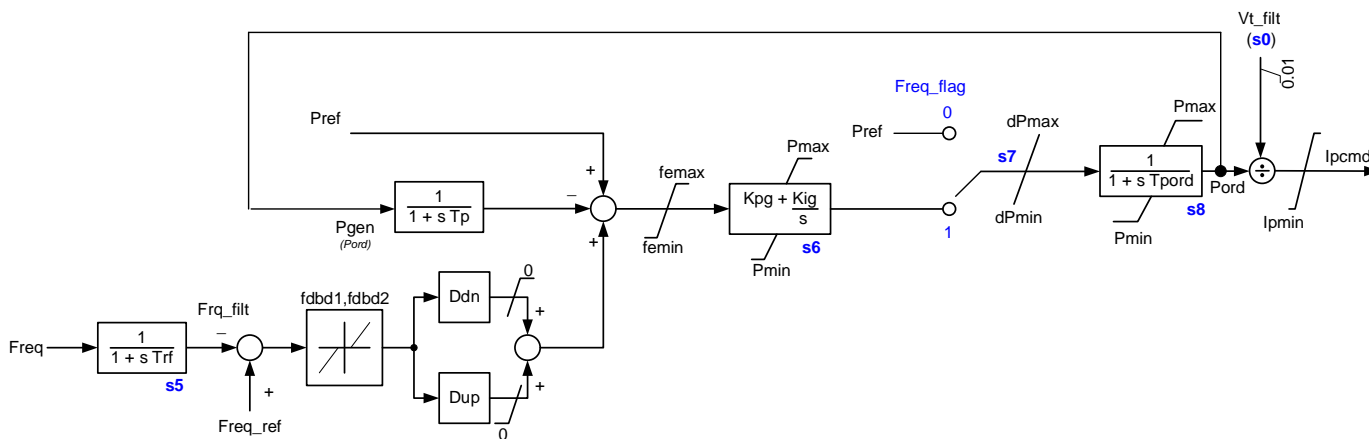 Vt_filt
(s0)
0.01
Freq_flag
0
Pref
Pref
dPmax
Pmax
s7
+
Pmax
femax
–
1
1 + s Tp
Kpg + Kig
s
1
1 + s Tpord
Pord
÷
Ipcmd
Pgen
(Pord)
+
femin
1
dPmin
s8
Ipmin
Pmin
s6
Pmin
fdbd1,fdbd2
0
Ddn
+
Frq_filt
–
Freq
1
1 + s Trf
s5
+
Freq_ref
Dup
+
0